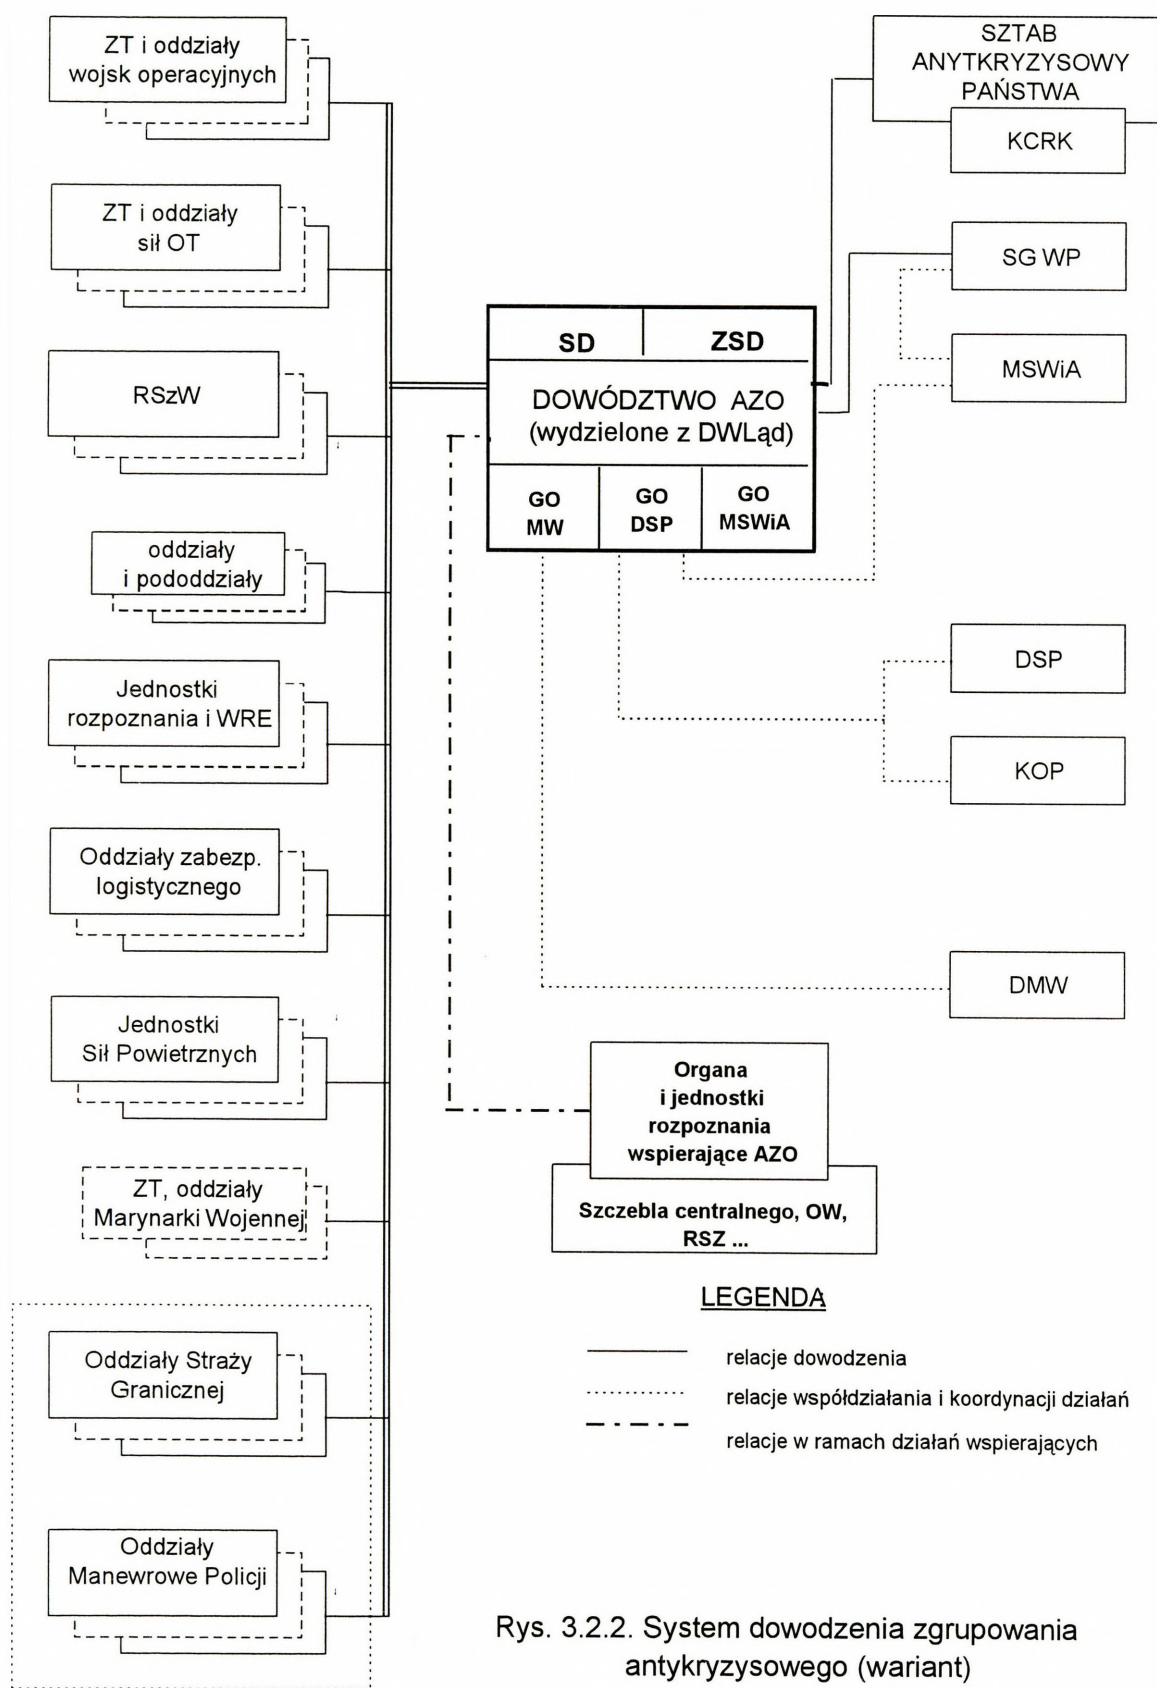 ZT i oddziały
wojsk operacyjnych
ZT i oddziały
sił OT
RSzW
oddziały
i pododdziały
Jednostki
rozpoznania i WRE
Oddziały zabezp.
logistycznego
Jednostki
Sił Powietrznych
ZT, oddziały
Marynarki Wojennej
Oddziały Straży
Granicznej
Oddziały
Manewrowe Policji
SD
ZSD
DOWÓDZTWO AZO
(wydzielone z DWLąd)
GO
MW
GO
DSP
GO
MSWiA
SZTAB
ANYTKRYZYSOWY
PAŃSTWA
KCRK
SG WP
MSWiA
DSP
KOP
DMW
Organa
i jednostki
rozpoznania
wspierające AZO
Szczebla centralnego, OW,
RSZ ...
LEGENDA
relacje dowodzenia
relacje współdziałania i koordynacji działań
relacje w ramach działań wspierających
Rys. 3.2.2. System dowodzenia zgrupowania
antykryzysowego (wariant)